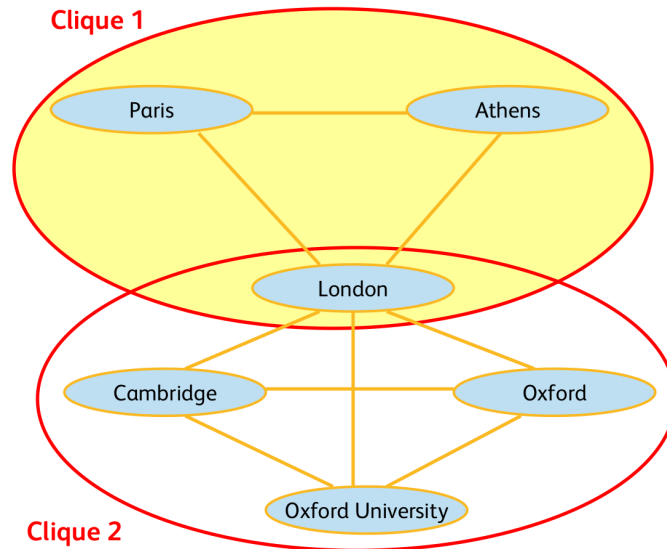 Clique 1
Paris
Athens
London
Cambridge
Oxford
Oxford University
Clique 2